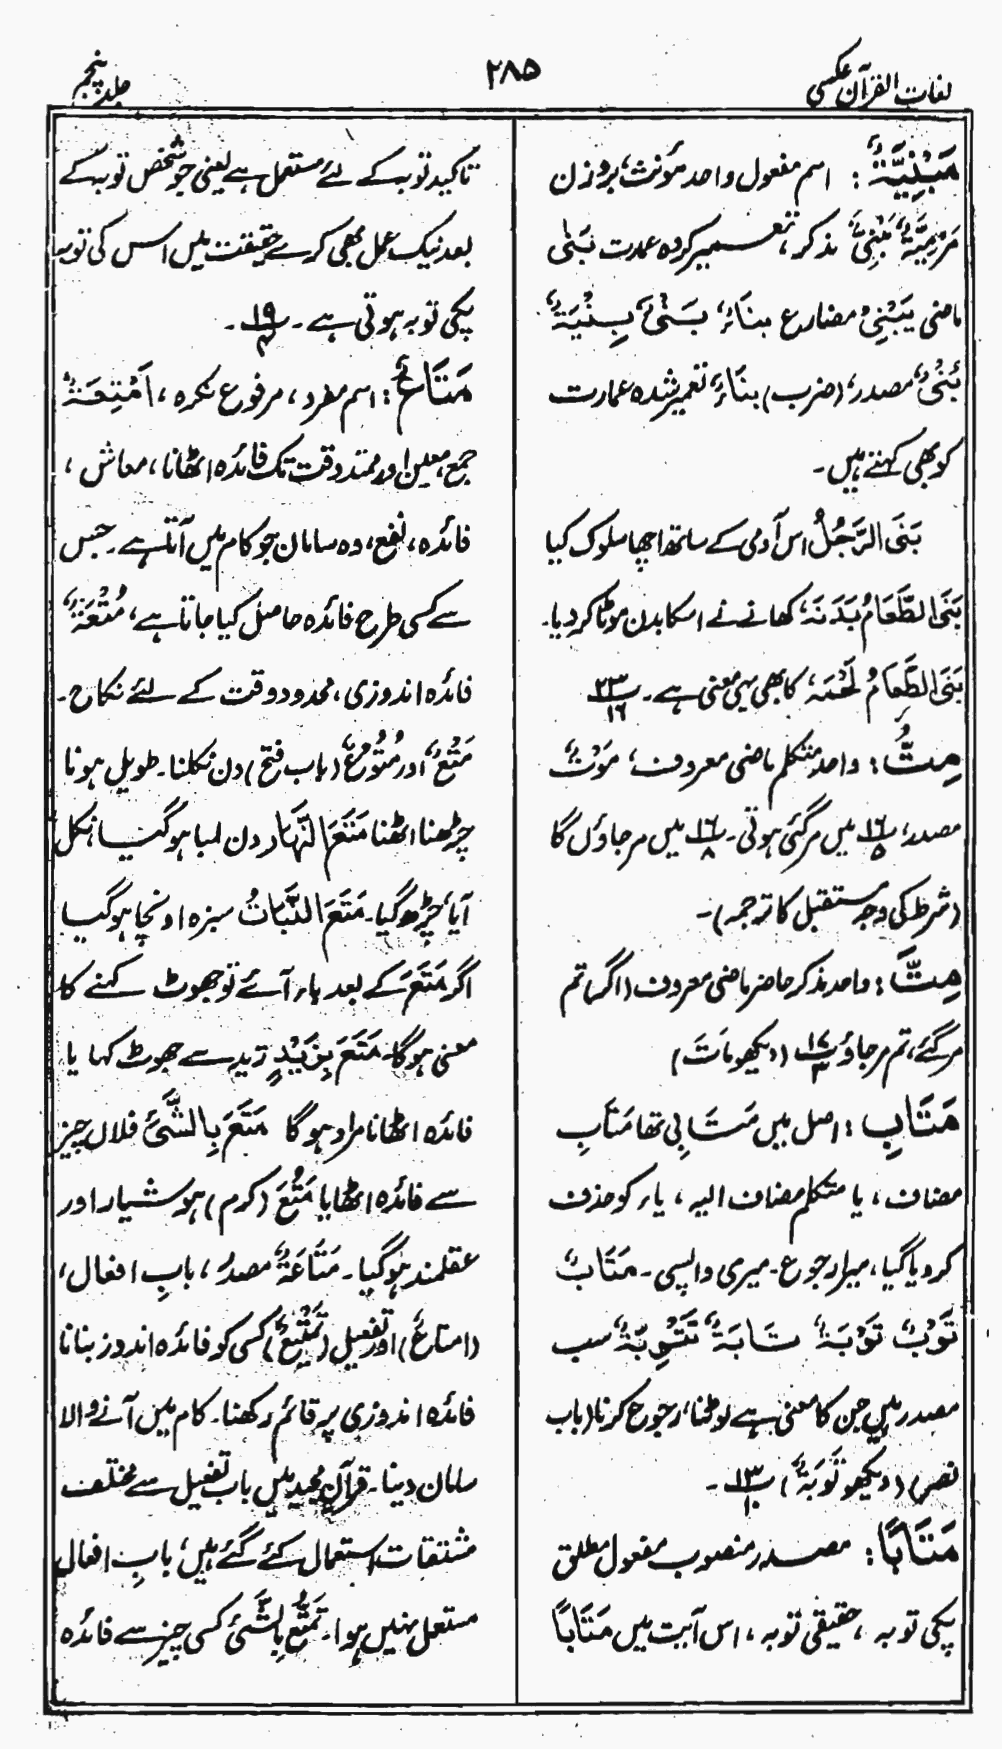 لغات القرآن عکسی
۲۸۵
جلد پنجم
مَبْنِیَّۃٌ: اسم مفعول واحد مؤنث، بروزن
مَرْمِیَّۃٌ، مَبْنِیٌّ مذکر، تعمیر کردہ عمارت بَنٰی
ماضی یَبْنِیْ مضارع بِنَاءٌ، بَنْیٌ، بِنْیَۃٌ،
بُنْیٌ، مصدر، (ضرب) بِنَاءٌ، تعمیر شدہ عمارت
کو بھی کہتے ہیں۔
بَنَی الرَّجُلُ اس آدمی کے ساتھ اچھا سلوک کیا
بَنَی الطَّعَامُ بَدَنَہٗ کھانے نے اسکا بدن موٹا کر دیا۔
بَنَی الطَّعَامُ لَحْمَہٗ کا بھی یہی معنی ہے۔ ۲۳/۱۶
مِتُّ: واحد متکلم ماضی معروف، مَوْتٌ
مصدر، ۱۶/۵ میں مر گئی ہوتی۔ ۱۶/۸ میں مر جاؤں گا
(شرط کی وجہ مستقبل کا ترجمہ)۔
مِتَّ: واحد مذکر حاضر ماضی معروف (اگر) تم
مر گئے، تم مر جاؤ ۱۷/۳ (دیکھو مَاتَ)
مَتَابِ: اصل میں مَتَابِی تھا مَتَابِ
مضاف، یا متکلم مضاف الیہ، یاء کو حذف
کر دیا گیا، میرا رجوع۔ میری واپسی۔ مَتَابٌ
تَوْبٌ تَوْبَۃٌ تَابَۃٌ تَتْوِبَۃٌ سب
مصدر ہیں جن کا معنی ہے لوٹنا، رجوع کرنا (باب
نصر) (دیکھو تَوْبَۃٌ) ۱۳/۱۰۔
مَتَابًا: مصدر منصوب مفعول مطلق
پکی توبہ، حقیقی توبہ، اس آیت میں مَتَابًا
تاکید توبہ کے لئے مستعمل ہے یعنی جو شخص توبہ کے
بعد نیک عمل بھی کرے حقیقت میں اس کی توبہ
پکی توبہ ہوتی ہے۔ ۱۹/۴۔
مَتَاعٌ: اسم مفرد، مرفوع نکرہ، اَمْتِعَۃٌ
جمع، معین اور ممتد وقت تک فائدہ اٹھانا، معاش،
فائدہ، نفع، وہ سامان جو کام میں آتا ہے۔ جس
سے کسی طرح فائدہ حاصل کیا جاتا ہے، مُتْعَۃٌ،
فائدہ اندوزی، محدود وقت کے لئے نکاح۔
مَتْعٌ، اور مُتُوْعٌ (باب فتح) دن نکلنا۔ طویل ہونا
چڑھنا اٹھنا مَتَعَ النَّہَارُ دن لمبا ہو گیا نکل
آیا، چڑھ گیا۔ مَتَعَ النَّبَاتُ سبزہ اونچا ہو گیا
اگر مَتَعَ کے بعد باء آئے تو جھوٹ کہنے کا
معنی ہو گا۔ مَتَعَ بِزَیْدٍ زید سے جھوٹ کہا یا
فائدہ اٹھانا مراد ہو گا مَتَعَ بِالشَّیْءِ فلاں چیز
سے فائدہ اٹھایا مَتُعَ (کرم) ہوشیار اور
عقلمند ہو گیا۔ مَتَاعَۃٌ مصدر، بابِ افعال،
(امتاع) اور تفعیل (تَمْتِیْعٌ) کسی کو فائدہ اندوز بنانا
فائدہ اندوزی پر قائم رکھنا۔ کام میں آنے والا
سامان دینا۔ قرآن مجید میں باب تفعیل سے مختلف
مشتقات استعمال کئے گئے ہیں، بابِ افعال
مستعمل نہیں ہوا۔ تَمَتُّع بِالشَّیْءِ کسی چیز سے فائدہ